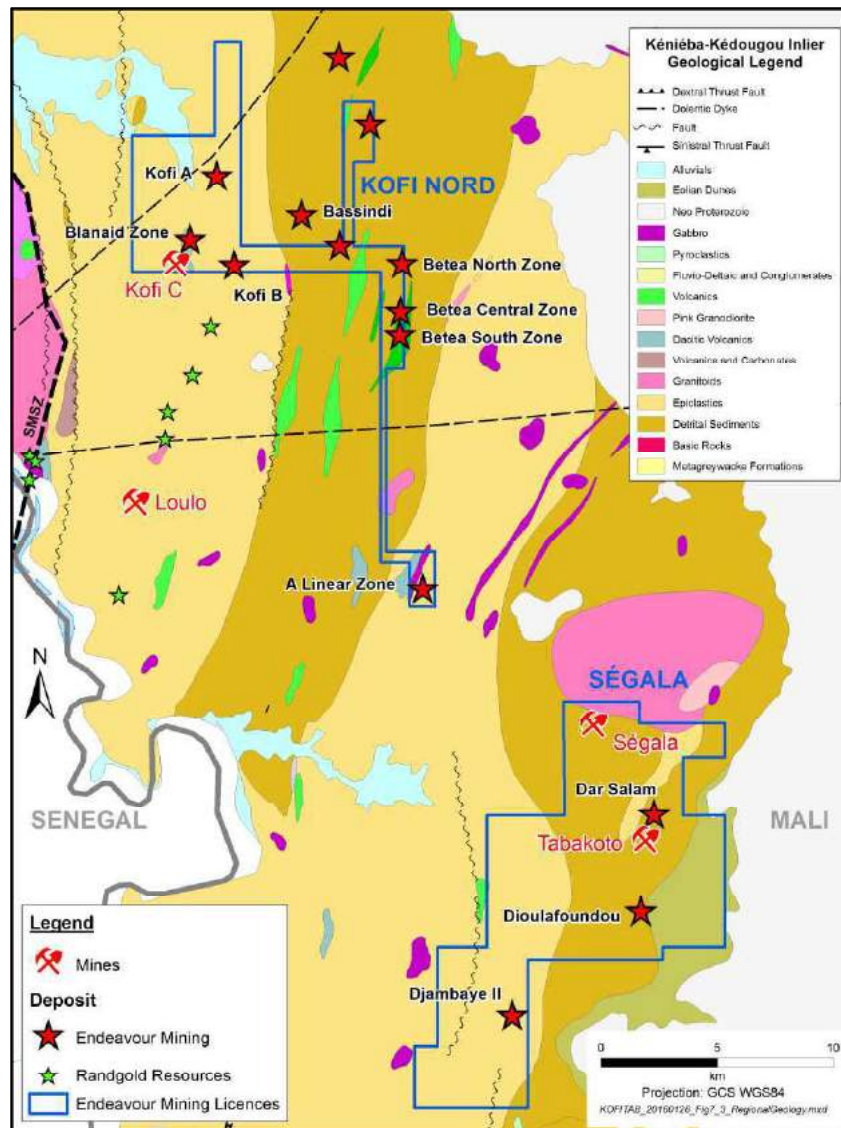 Kéniéba-Kédougou Inlier
Geological Legend
Dextral Thrust Fault
Doleritic Dyke
Fault
Sinistral Thrust Fault
Alluvials
Eolian Dunes
Neo Proterozoic
Gabbro
Pyroclastics
Fluvio-Deltaic and Conglomerates
Volcanics
Pink Granodiorite
Dacitic Volcanics
Volcanics and Carbonates
Granitoids
Epiclastics
Detrital Sediments
Basic Rocks
Metagreywacke Formations
Kofi A
KOFI NORD
Bassindi
Blanaid Zone
Kofi C
Kofi B
Betea North Zone
Betea Central Zone
Betea South Zone
SMSZ
Loulo
A Linear Zone
N
SÉGALA
Ségala
Dar Salam
SENEGAL
MALI
Tabakoto
Dioulafoundou
Djambaye II
Legend
Mines
Deposit
Endeavour Mining
Randgold Resources
Endeavour Mining Licences
0 5 10
km
Projection: GCS WGS84
KOFITAB_20160126_Fig7_3_RegionalGeology.mxd